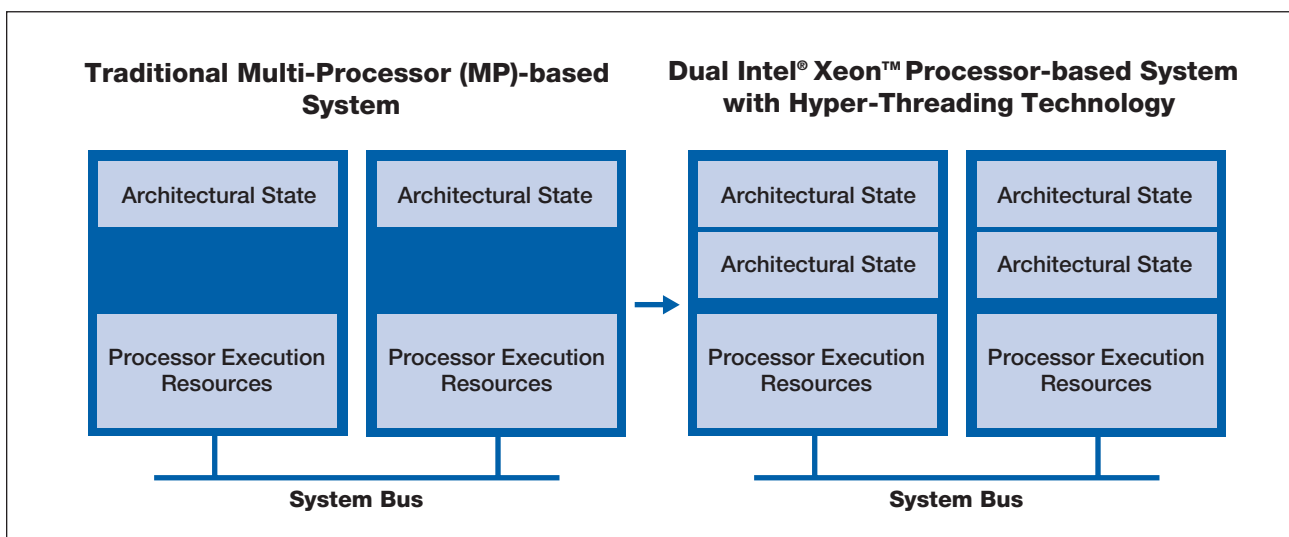 Traditional Multi-Processor (MP)-based
System
Architectural State
Architectural State
Processor Execution
Resources
Processor Execution
Resources
System Bus
Dual Intel® Xeon™ Processor-based System
with Hyper-Threading Technology
Architectural State
Architectural State
Architectural State
Architectural State
Processor Execution
Resources
Processor Execution
Resources
System Bus